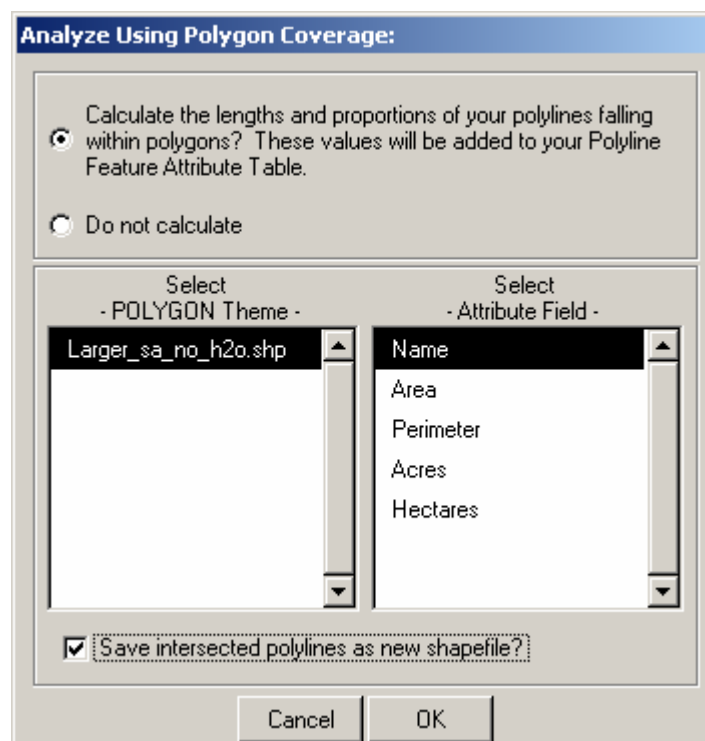 Analyze Using Polygon Coverage:
Calculate the lengths and proportions of your polylines falling
within polygons?  These values will be added to your Polyline
Feature Attribute Table.
Do not calculate
Select
- POLYGON Theme -
Larger_sa_no_h2o.shp
Select
- Attribute Field -
Name
Area
Perimeter
Acres
Hectares
Save intersected polylines as new shapefile?
Cancel
OK